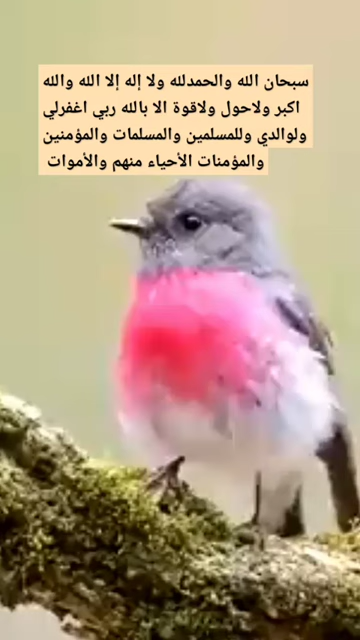 سبحان الله والحمدلله ولا إله إلا الله والله
اكبر ولاحول ولاقوة الا بالله ربي اغفرلي
ولوالدي وللمسلمين والمسلمات والمؤمنين
والمؤمنات الأحياء منهم والأموات